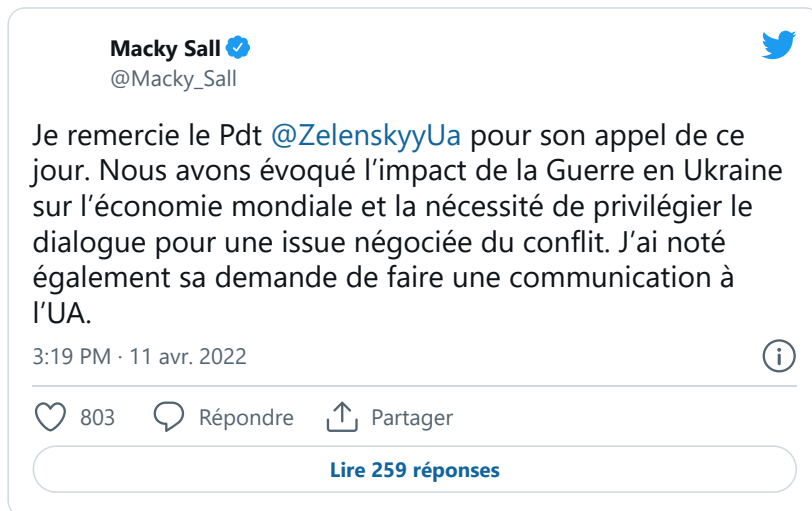 Macky Sall
@Macky_Sall
Je remercie le Pdt @ZelenskyyUa pour son appel de ce
jour. Nous avons évoqué l’impact de la Guerre en Ukraine
sur l’économie mondiale et la nécessité de privilégier le
dialogue pour une issue négociée du conflit. J’ai noté
également sa demande de faire une communication à
l’UA.
3:19 PM · 11 avr. 2022
803 Répondre Partager
Lire 259 réponses